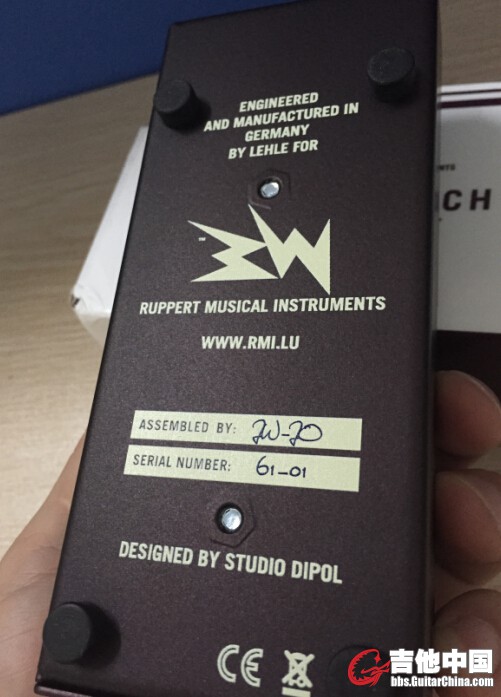 ENGINEERED
AND MANUFACTURED IN
GERMANY
BY LEHLE FOR
™
RUPPERT MUSICAL INSTRUMENTS
WWW.RMI.LU
ASSEMBLED BY:
SERIAL NUMBER: 61-01
DESIGNED BY STUDIO DIPOL
CE
吉他中国
bbs.GuitarChina.com